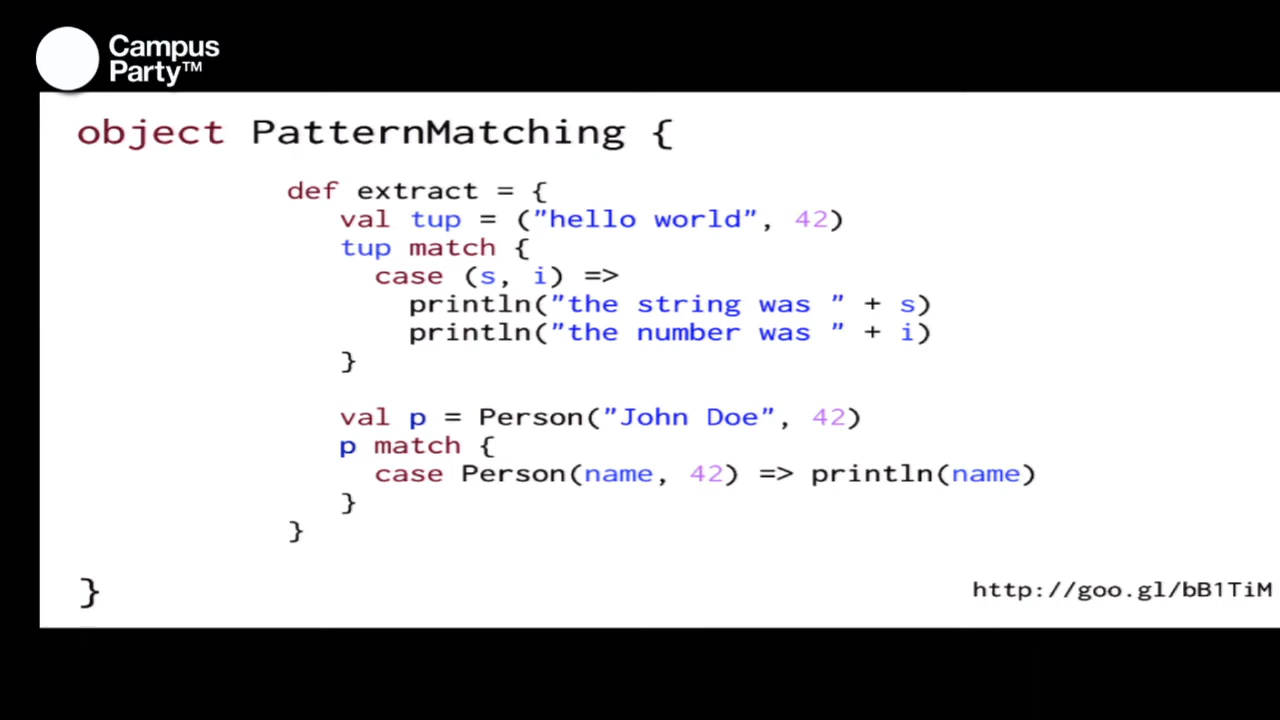 Campus
Party™
object PatternMatching {
def extract = {
val tup = ("hello world", 42)
tup match {
case (s, i) =>
println("the string was " + s)
println("the number was " + i)
}
val p = Person("John Doe", 42)
p match {
case Person(name, 42) => println(name)
}
}
}
http://goo.gl/bB1TiM